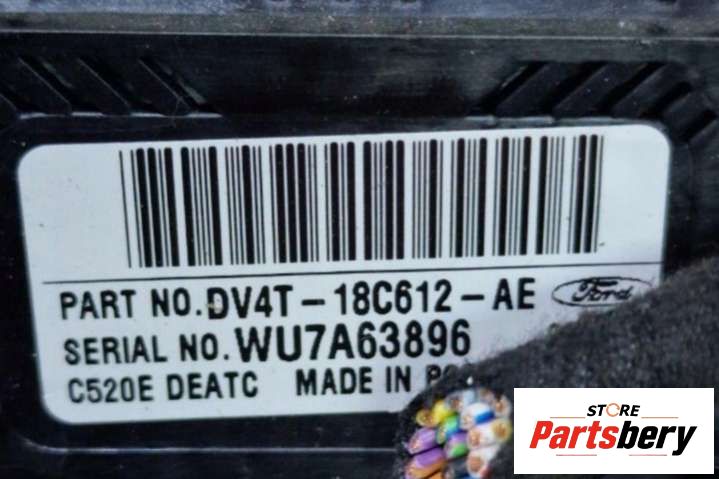 PART NO. DV4T-18C612-AE Ford
SERIAL NO. WU7A63896
C520E DEATC MADE IN
STORE
Partsbery